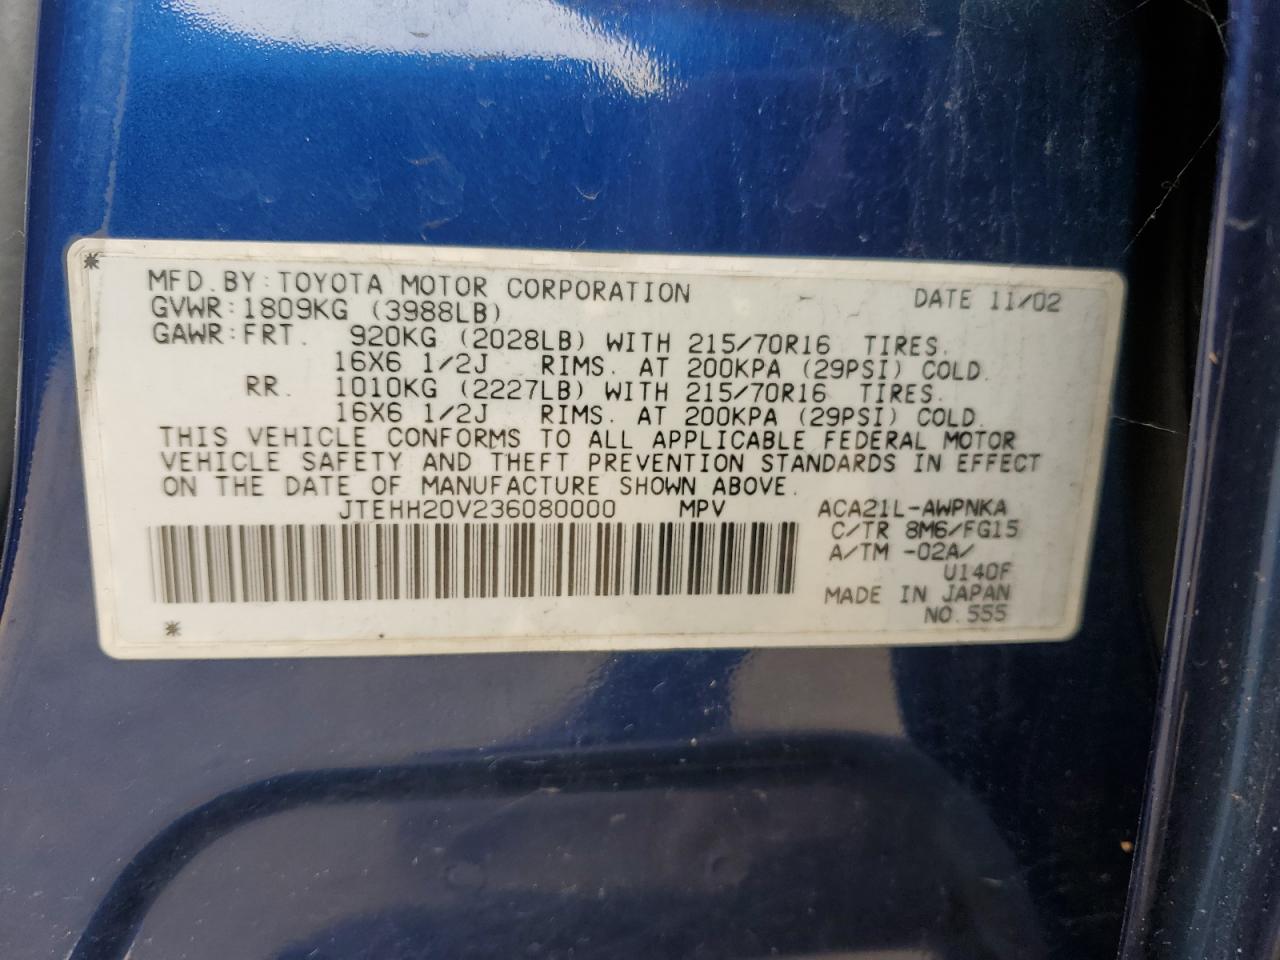 MFD. BY: TOYOTA MOTOR CORPORATION DATE 11/02
GVWR: 1809KG (3988LB)
GAWR: FRT. 920KG (2028LB) WITH 215/70R16 TIRES.
16X6 1/2J RIMS. AT 200KPA (29PSI) COLD.
RR. 1010KG (2227LB) WITH 215/70R16 TIRES.
16X6 1/2J RIMS. AT 200KPA (29PSI) COLD.
THIS VEHICLE CONFORMS TO ALL APPLICABLE FEDERAL MOTOR
VEHICLE SAFETY AND THEFT PREVENTION STANDARDS IN EFFECT
ON THE DATE OF MANUFACTURE SHOWN ABOVE.
JTEHH20V236080000 MPV ACA21L-AWPNKA
C/TR 8M6/FG15
A/TM -02A/
U140F
MADE IN JAPAN
NO. 555